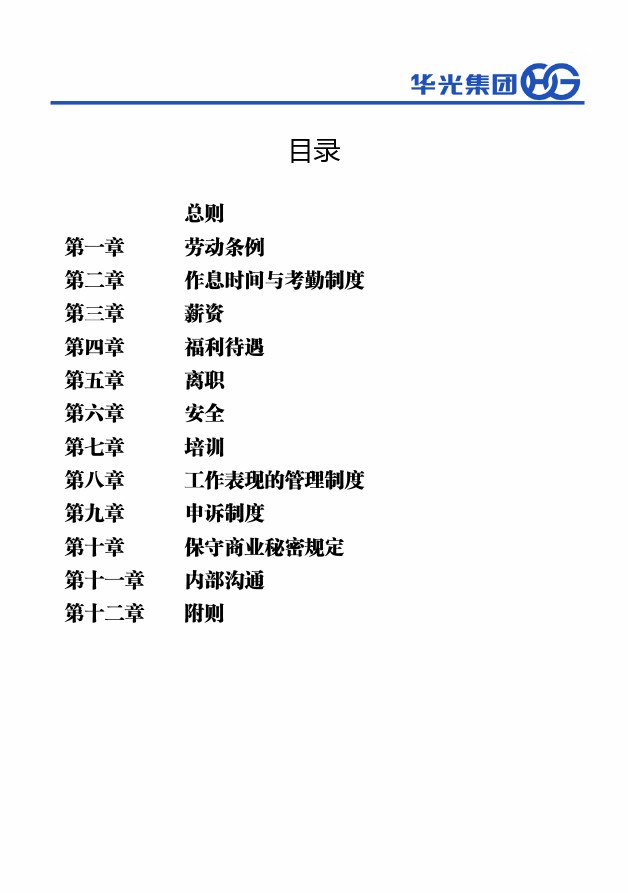 华光集团
目录
总则
第一章 劳动条例
第二章 作息时间与考勤制度
第三章 薪资
第四章 福利待遇
第五章 离职
第六章 安全
第七章 培训
第八章 工作表现的管理制度
第九章 申诉制度
第十章 保守商业秘密规定
第十一章 内部沟通
第十二章 附则